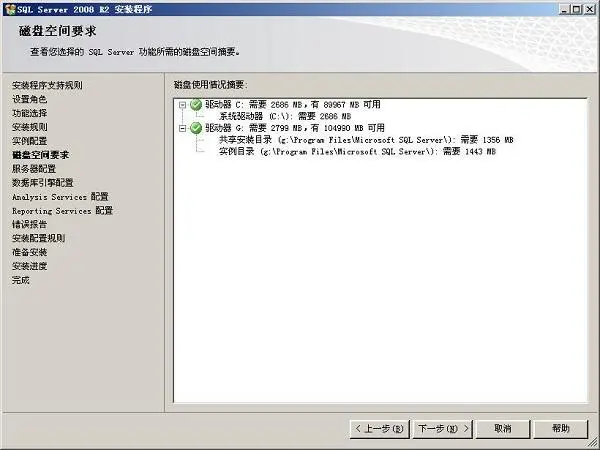 SQL Server 2008 R2 安装程序
磁盘空间要求
查看您选择的 SQL Server 功能所需的磁盘空间摘要。
安装程序支持规则
设置角色
功能选择
安装规则
实例配置
磁盘空间要求
服务器配置
数据库引擎配置
Analysis Services 配置
Reporting Services 配置
错误报告
安装配置规则
准备安装
安装进度
完成
磁盘使用情况摘要:
驱动器 C: 需要 2686 MB，有 89967 MB 可用
系统驱动器 (C:\): 需要 2686 MB
驱动器 G: 需要 2799 MB，有 104990 MB 可用
共享安装目录 (g:\Program Files\Microsoft SQL Server\): 需要 1356 MB
实例目录 (g:\Program Files\Microsoft SQL Server\): 需要 1443 MB
< 上一步(B) 下一步(N) > 取消 帮助